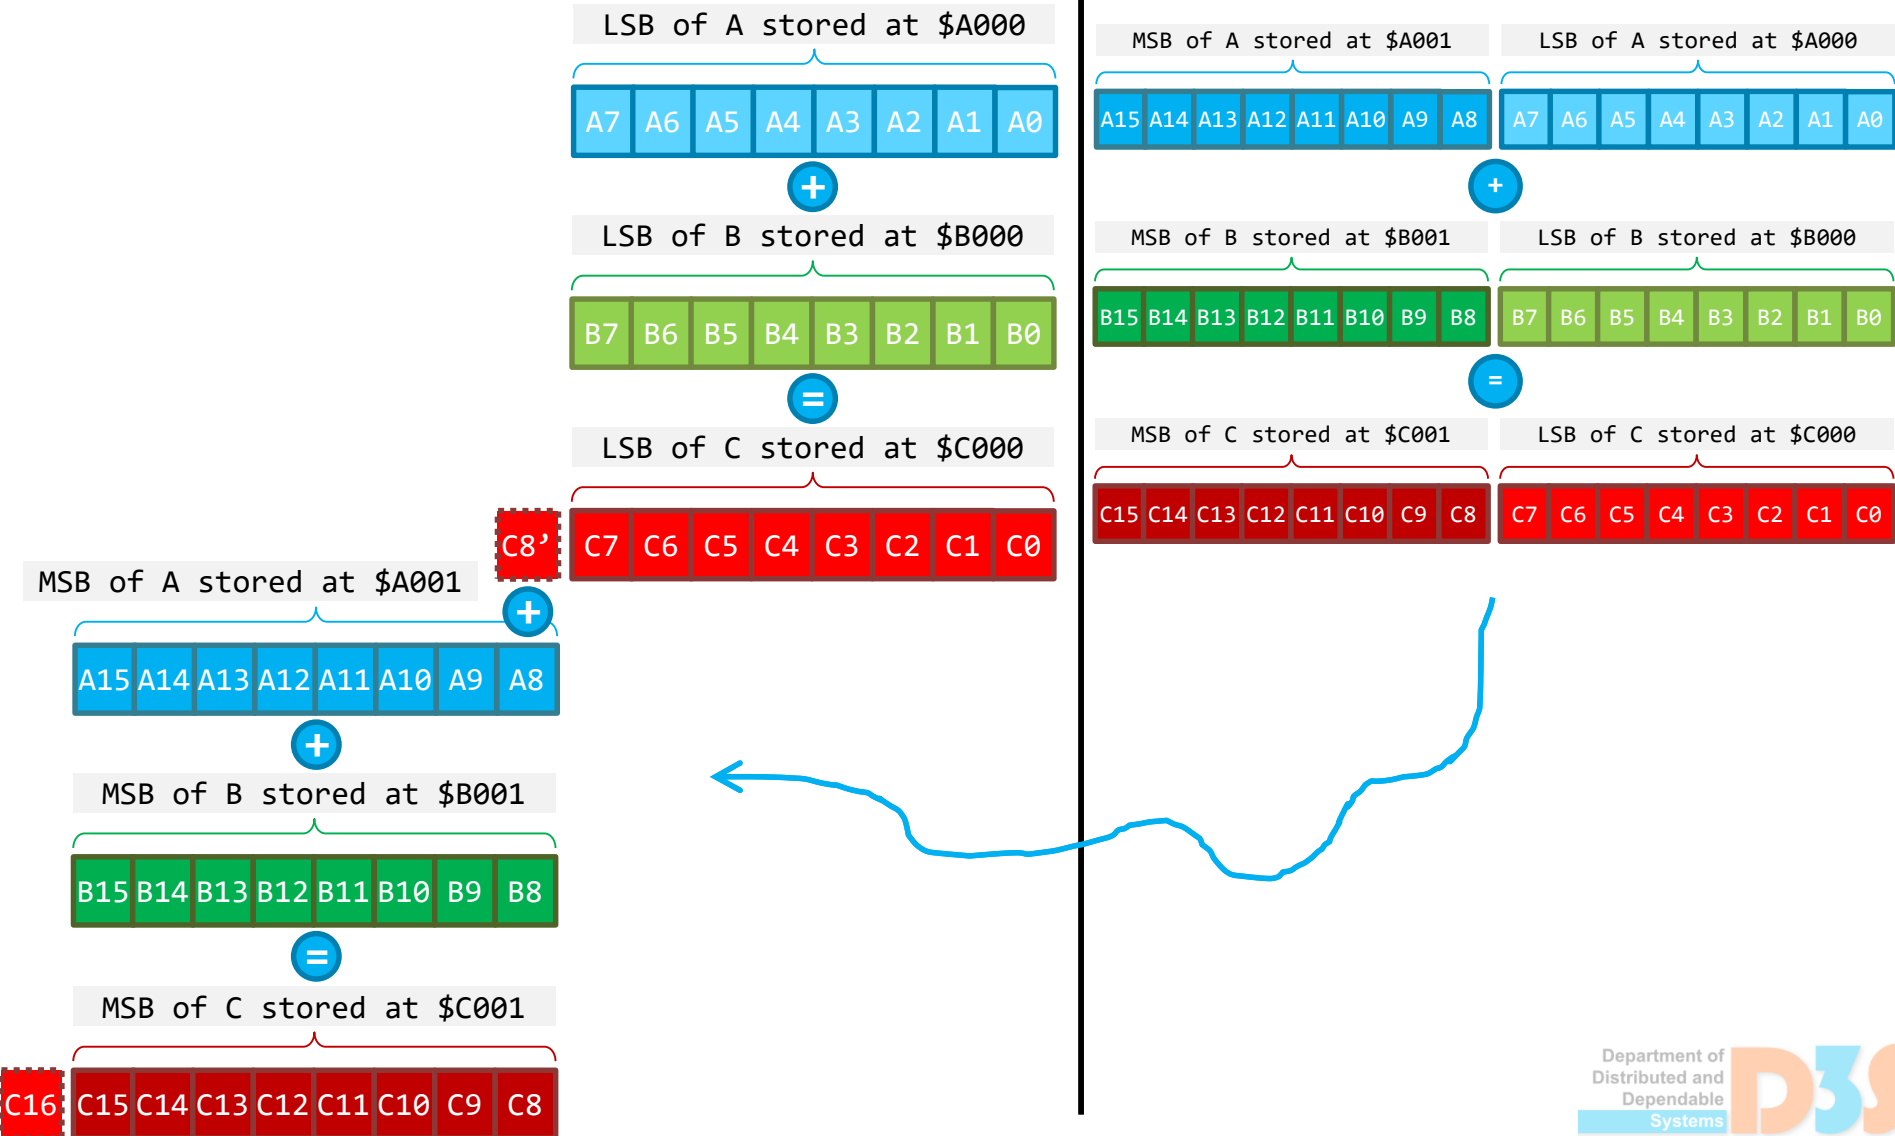 LSB of A stored at $A000
A7 A6 A5 A4 A3 A2 A1 A0
+
LSB of B stored at $B000
B7 B6 B5 B4 B3 B2 B1 B0
=
LSB of C stored at $C000
C8’ C7 C6 C5 C4 C3 C2 C1 C0
MSB of A stored at $A001
+
A15 A14 A13 A12 A11 A10 A9 A8
+
MSB of B stored at $B001
B15 B14 B13 B12 B11 B10 B9 B8
=
MSB of C stored at $C001
C16 C15 C14 C13 C12 C11 C10 C9 C8
MSB of A stored at $A001 LSB of A stored at $A000
A15 A14 A13 A12 A11 A10 A9 A8 A7 A6 A5 A4 A3 A2 A1 A0
+
MSB of B stored at $B001 LSB of B stored at $B000
B15 B14 B13 B12 B11 B10 B9 B8 B7 B6 B5 B4 B3 B2 B1 B0
=
MSB of C stored at $C001 LSB of C stored at $C000
C15 C14 C13 C12 C11 C10 C9 C8 C7 C6 C5 C4 C3 C2 C1 C0
Department of
Distributed and
Dependable
Systems
D3S